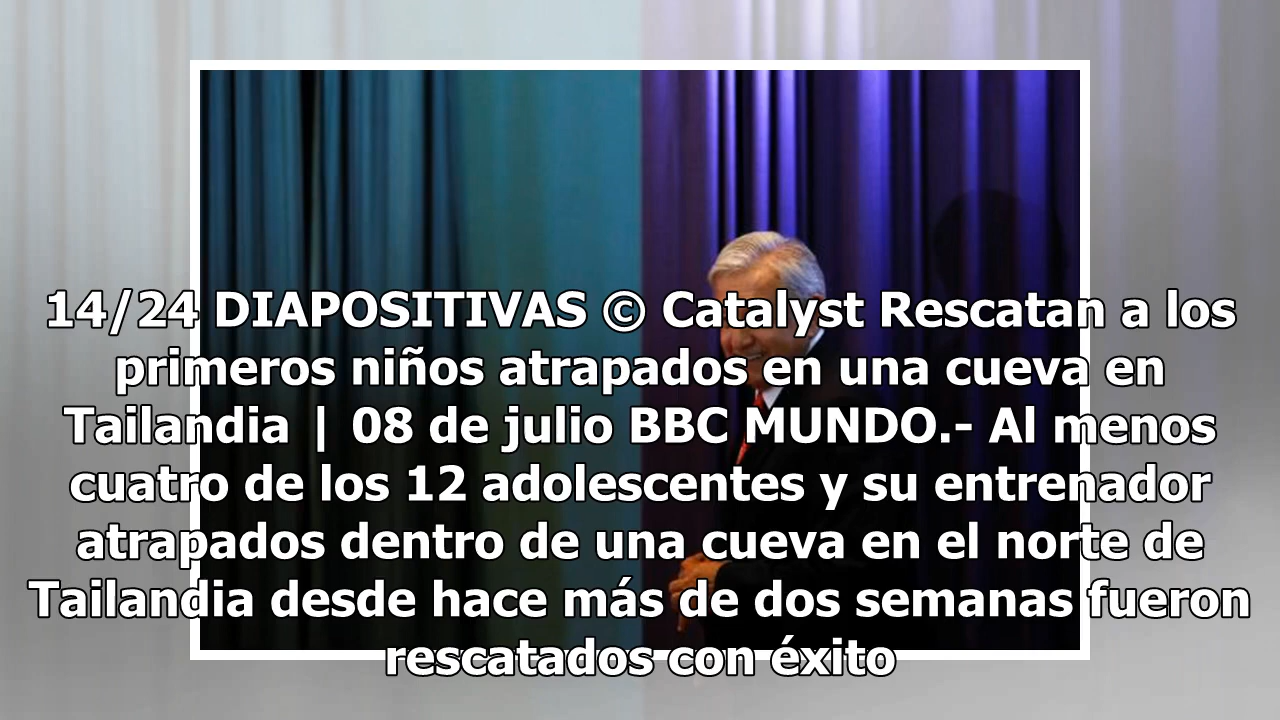 14/24 DIAPOSITIVAS © Catalyst Rescatan a los
primeros niños atrapados en una cueva en
Tailandia | 08 de julio BBC MUNDO.- Al menos
cuatro de los 12 adolescentes y su entrenador
atrapados dentro de una cueva en el norte de
Tailandia desde hace más de dos semanas fueron
rescatados con éxito